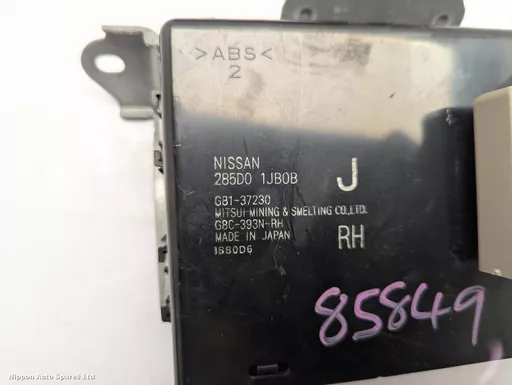 >ABS<
2
NISSAN
285D0 1JB0B
J
GB1-37230
MITSUI MINING & SMELTING CO.,LTD.
G8C-393N-RH
MADE IN JAPAN
RH
1880D6
85849
Nippon Auto Spares Ltd